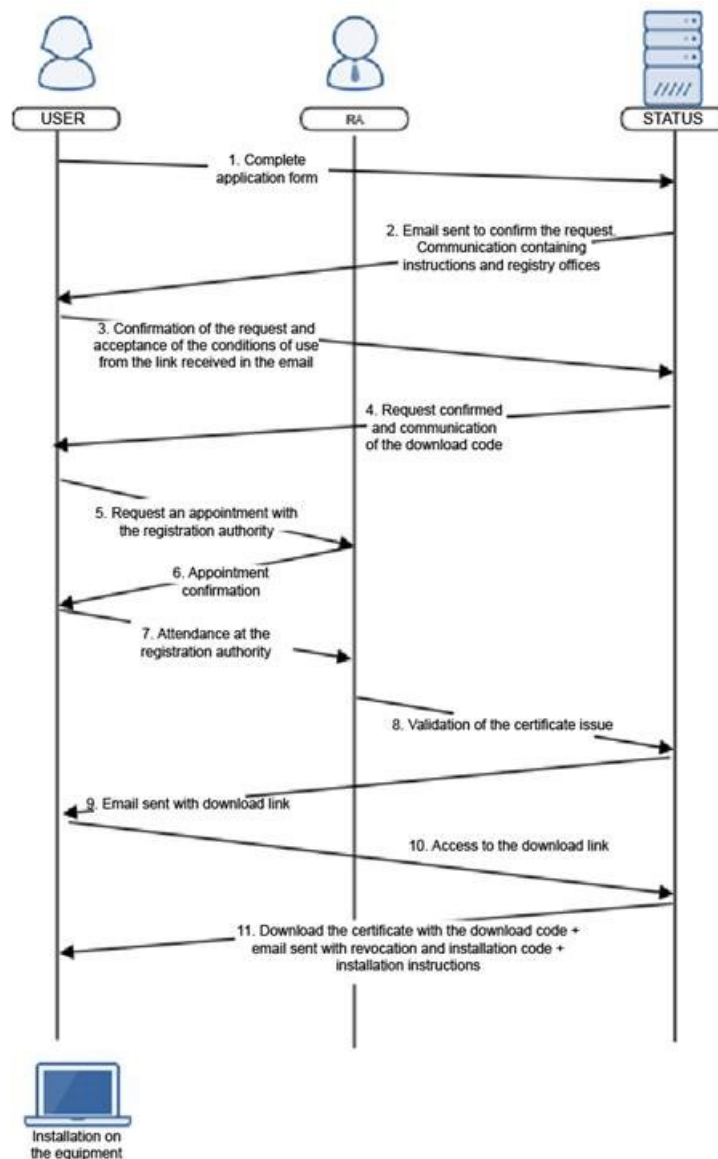 USER
RA
STATUS
1. Complete
application form
2. Email sent to confirm the request.
Communication containing
instructions and registry offices
3. Confirmation of the request and
acceptance of the conditions of use
from the link received in the email
4. Request confirmed
and communication
of the download code
5. Request an appointment with
the registration authority
6. Appointment
confirmation
7. Attendance at the
registration authority
8. Validation of the certificate issue
9. Email sent with download link
10. Access to the download link
11. Download the certificate with the download code +
email sent with revocation and installation code +
installation instructions
Installation on
the equipment